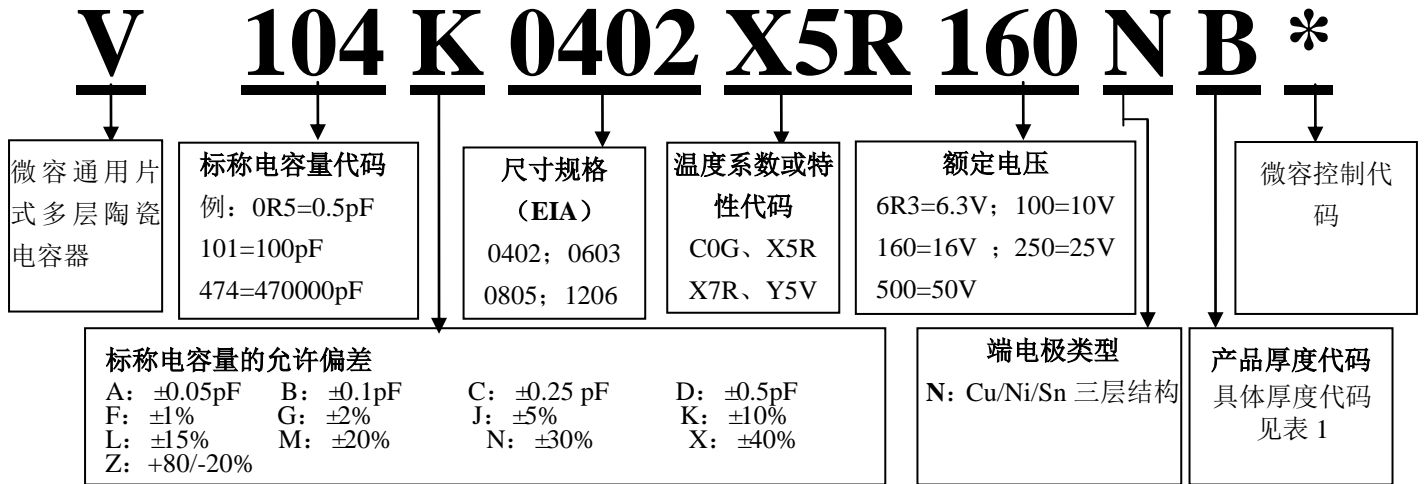 V 104 K 0402 X5R 160 N B *
微容通用片
式多层陶瓷
电容器
标称电容量代码
例：0R5=0.5pF
101=100pF
474=470000pF
尺寸规格
（EIA）
0402；0603
0805；1206
温度系数或特
性代码
C0G、X5R
X7R、Y5V
额定电压
6R3=6.3V；100=10V
160=16V ；250=25V
500=50V
微容控制代
码
标称电容量的允许偏差
A：±0.05pF B：±0.1pF C：±0.25 pF D：±0.5pF
F：±1% G：±2% J：±5% K：±10%
L：±15% M：±20% N：±30% X：±40%
Z：+80/-20%
端电极类型
N：Cu/Ni/Sn 三层结构
产品厚度代码
具体厚度代码
见表 1